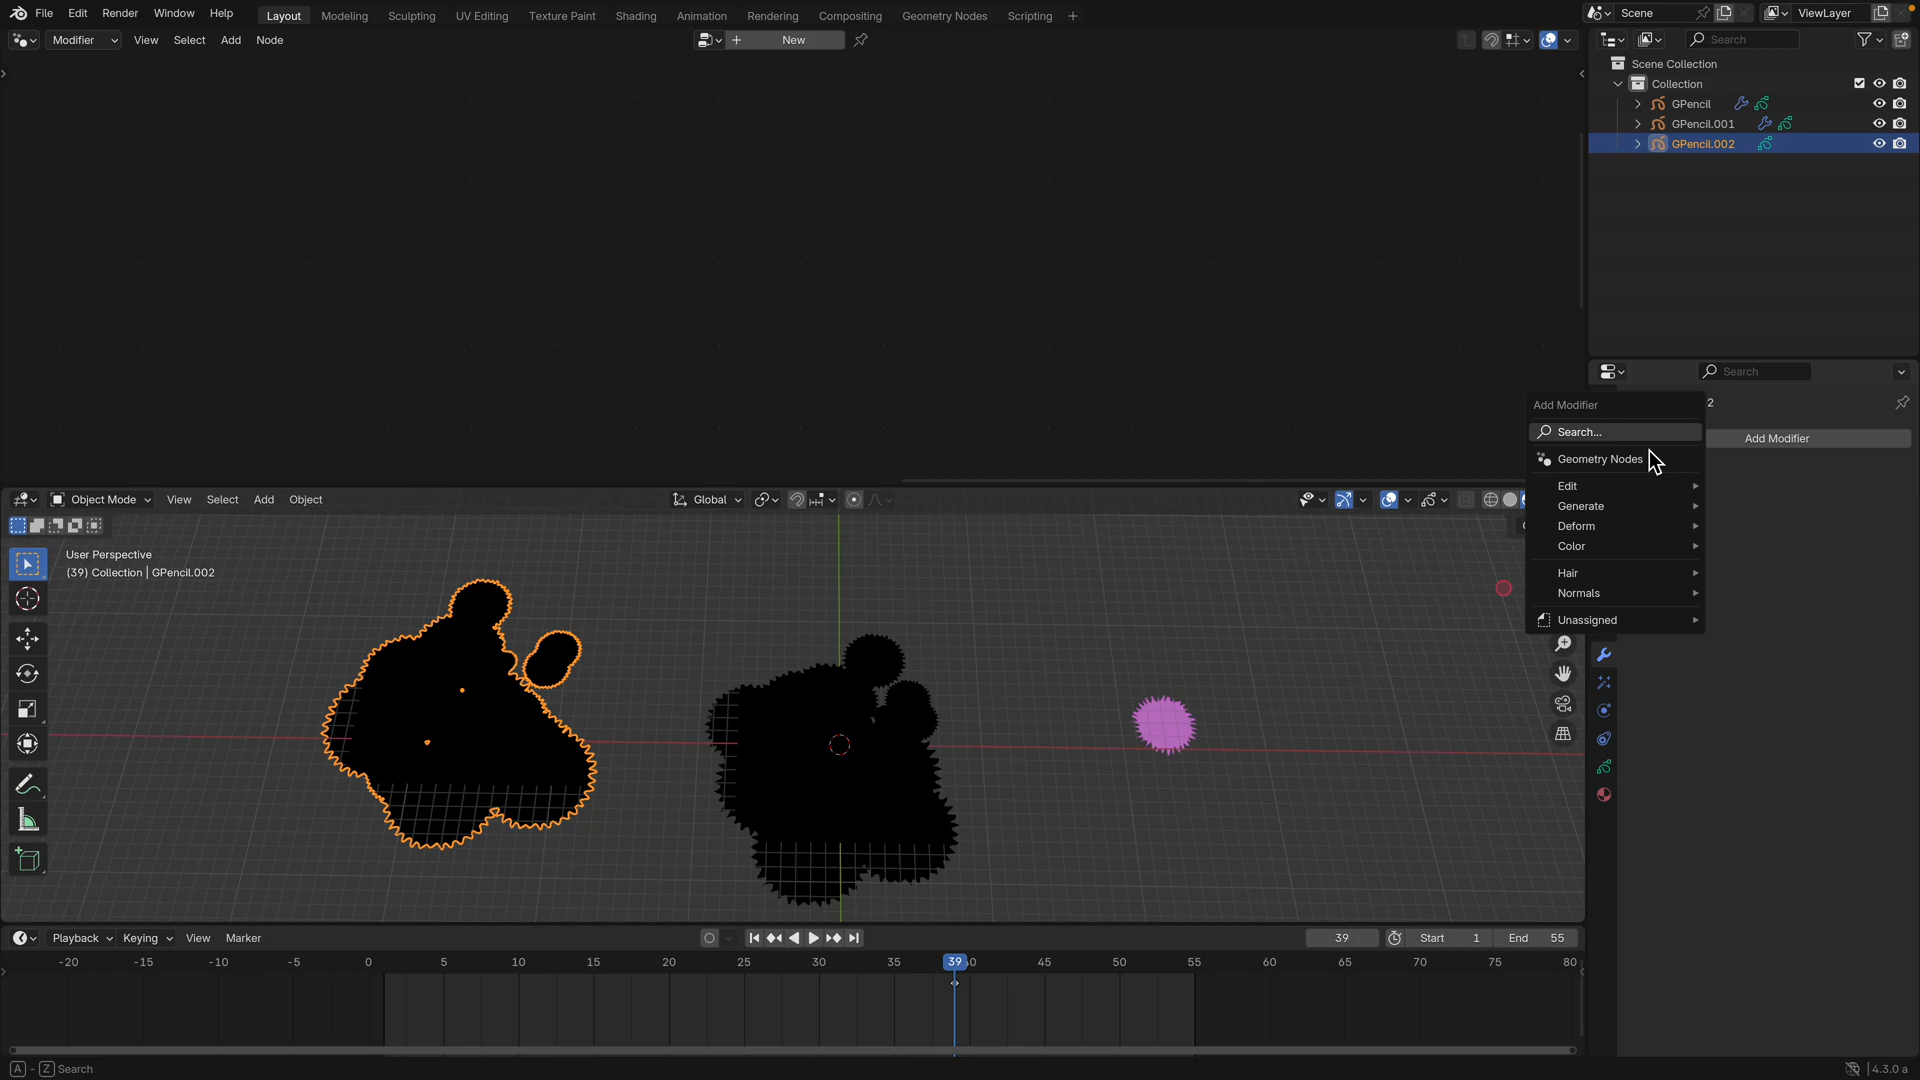 File Edit Render Window Help Layout Modeling Sculpting UV Editing Texture Paint Shading Animation Rendering Compositing Geometry Nodes Scripting + Scene ViewLayer
Modifier View Select Add Node + New Search
Scene Collection
Collection
GPencil
GPencil.001
GPencil.002
Search
2
Add Modifier
Add Modifier
Search...
Geometry Nodes
Edit
Generate
Deform
Color
Hair
Normals
Unassigned
Object Mode View Select Add Object Global
User Perspective
(39) Collection | GPencil.002
Playback Keying View Marker 39 Start 1 End 55
-20 -15 -10 -5 0 5 10 15 20 25 30 35 39 45 50 55 60 65 70 75 80
A - Z Search 4.3.0 a